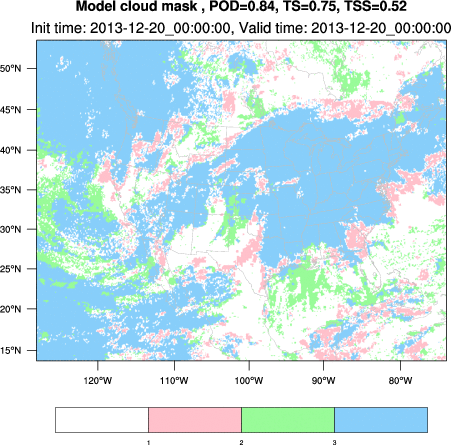 Model cloud mask , POD=0.84, TS=0.75, TSS=0.52
Init time: 2013-12-20_00:00:00, Valid time: 2013-12-20_00:00:00
50°N
45°N
40°N
35°N
30°N
25°N
20°N
15°N
120°W 110°W 100°W 90°W 80°W
1 2 3